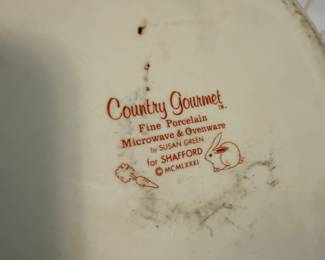 Country Gourmet TM
Fine Porcelain
Microwave & Ovenware
by SUSAN GREEN
for SHAFFORD
© MCMLXXXI